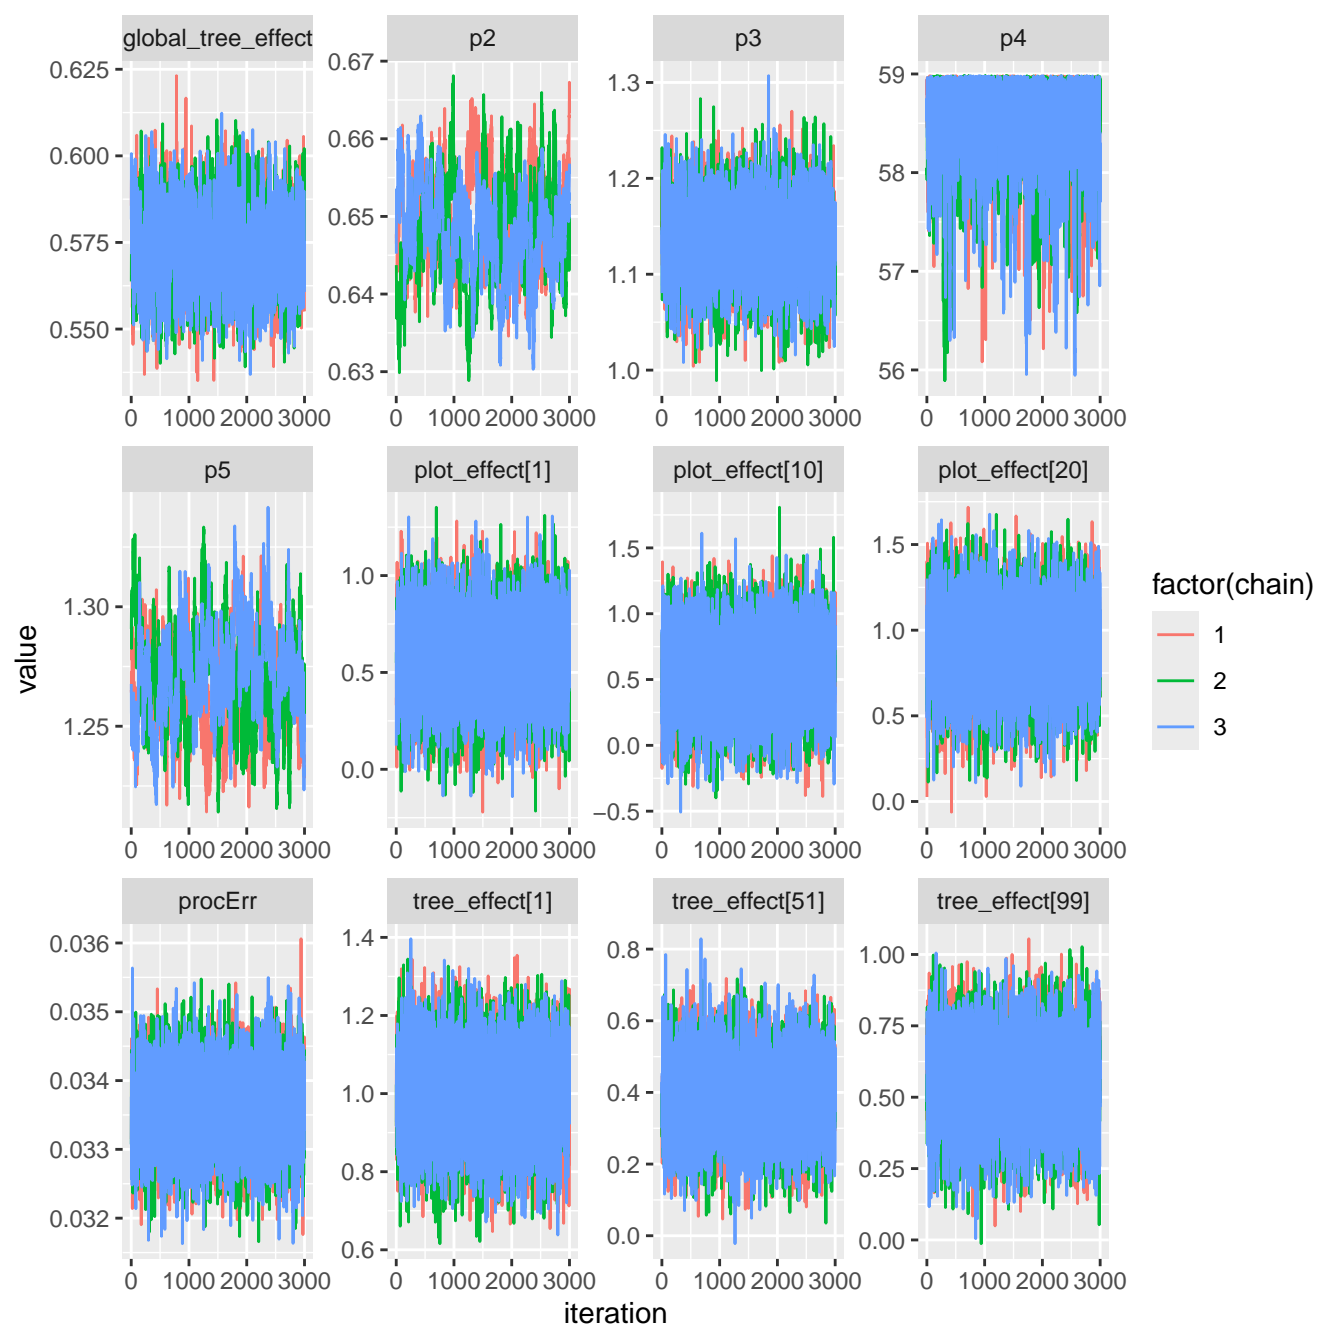 global_tree_effect p2 p3 p4
0.625 0.600 0.575 0.550
0.67 0.66 0.65 0.64 0.63
1.3 1.2 1.1 1.0
59 58 57 56
0 1000 2000 3000 0 1000 2000 3000 0 1000 2000 3000 0 1000 2000 3000
p5 plot_effect[1] plot_effect[10] plot_effect[20]
1.30 1.25
1.0 0.5 0.0
1.5 1.0 0.5 0.0 −0.5
1.5 1.0 0.5 0.0
0 1000 2000 3000 0 1000 2000 3000 0 1000 2000 3000 0 1000 2000 3000
procErr tree_effect[1] tree_effect[51] tree_effect[99]
0.036 0.035 0.034 0.033 0.032
1.4 1.2 1.0 0.8 0.6
0.8 0.6 0.4 0.2 0.0
1.00 0.75 0.50 0.25 0.00
0 1000 2000 3000 0 1000 2000 3000 0 1000 2000 3000 0 1000 2000 3000
iteration
value
factor(chain)
1
2
3